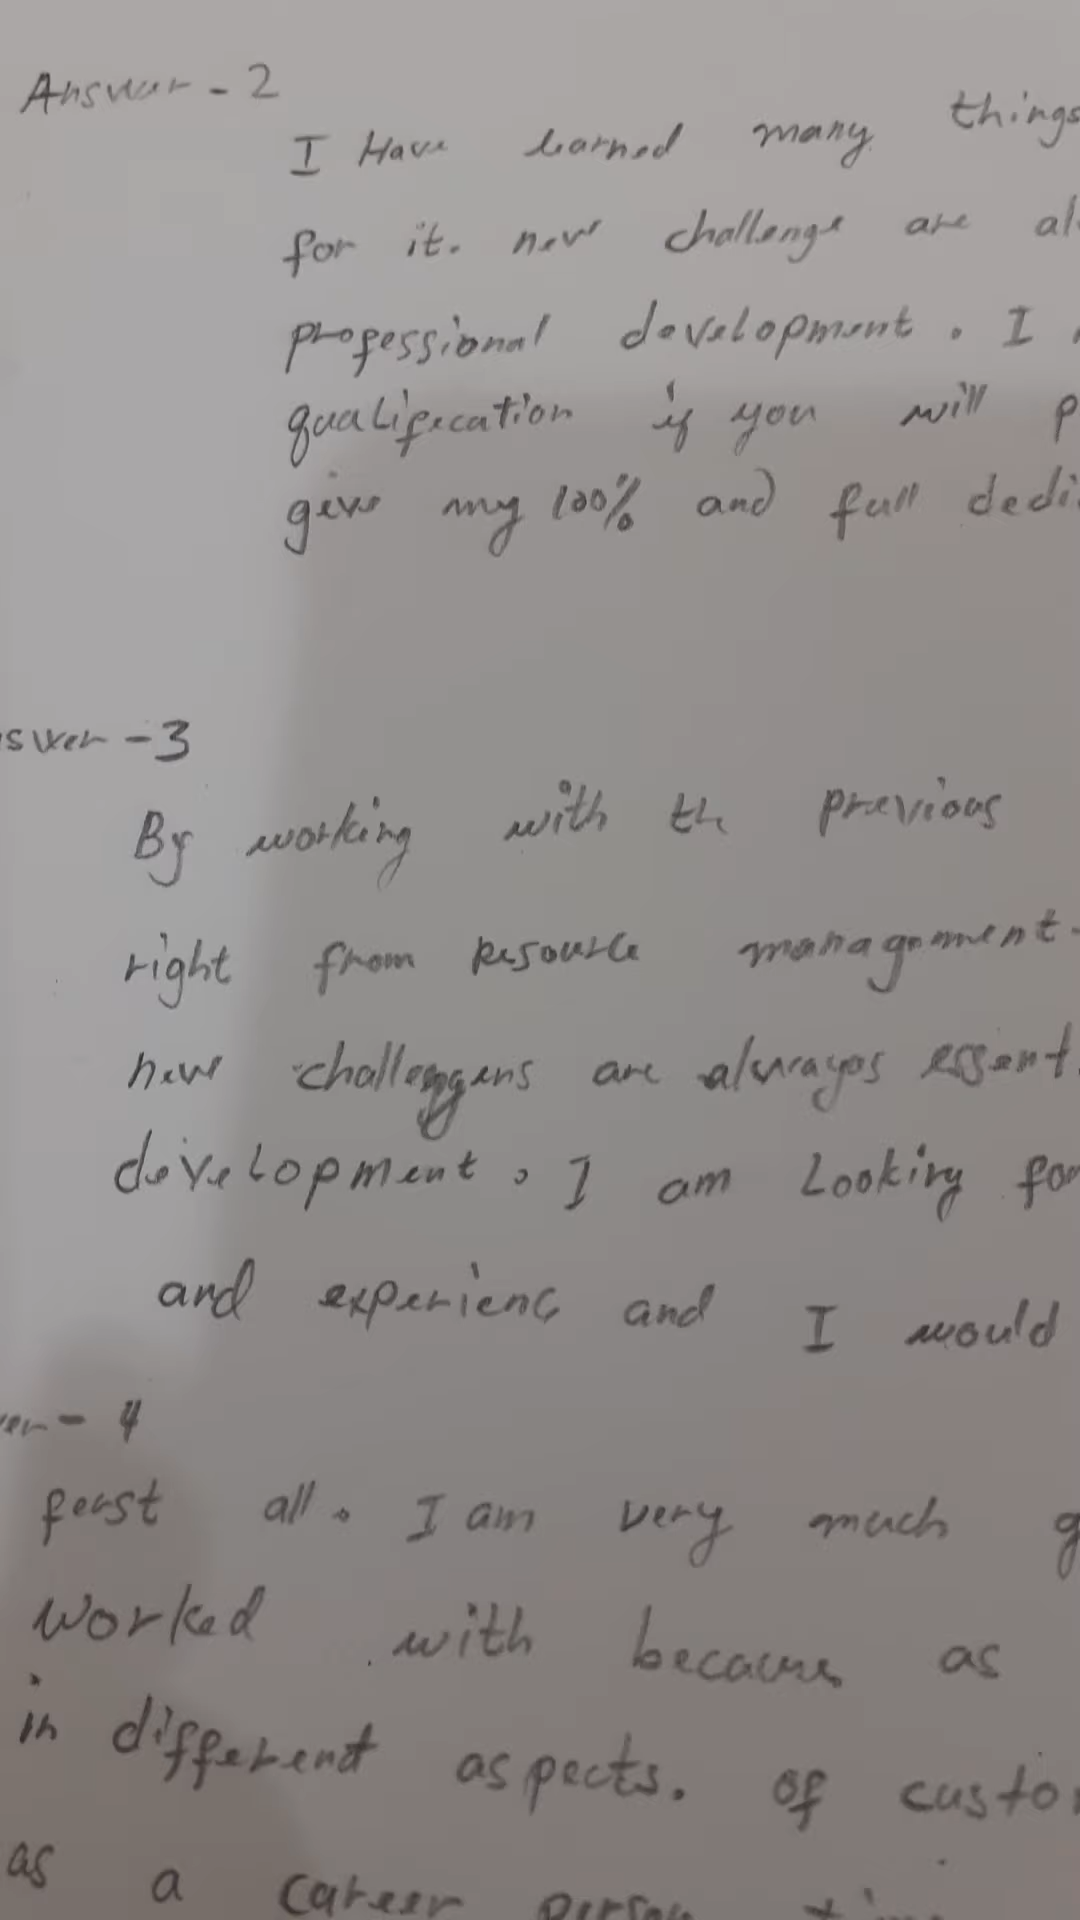 Answer - 2
I Have learned many things
for it. new challenge are al
professional development. I
qualifecation if you will p
give my 100% and full dedi
swer - 3
By working with the previous
right from resource management
new are always essent
development. I am Looking for
and experienc and I would
er - 4
ferst all. I am very much g
worked with because as
in different aspects. of custo
as a career person